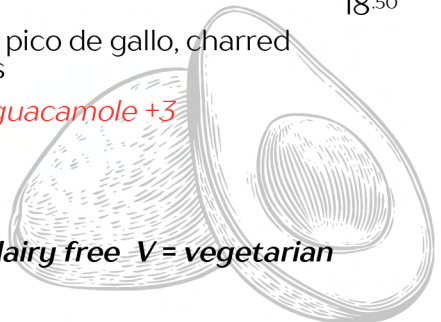 18.50
pico de gallo, charred
guacamole +3
dairy free V = vegetarian